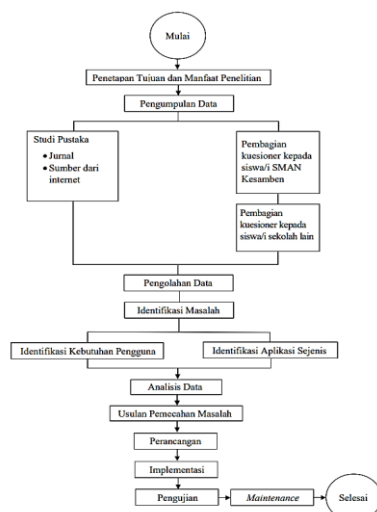 Mulai
Penetapan Tujuan dan Manfaat Penelitian
Pengumpulan Data
Studi Pustaka
• Jurnal
• Sumber dari
internet
Pembagian
kuesioner kepada
siswa/i SMAN
Kesamben
Pembagian
kuesioner kepada
siswa/i sekolah lain
Pengolahan Data
Identifikasi Masalah
Identifikasi Kebutuhan Pengguna
Identifikasi Aplikasi Sejenis
Analisis Data
Usulan Pemecahan Masalah
Perancangan
Implementasi
Pengujian
Maintenance
Selesai